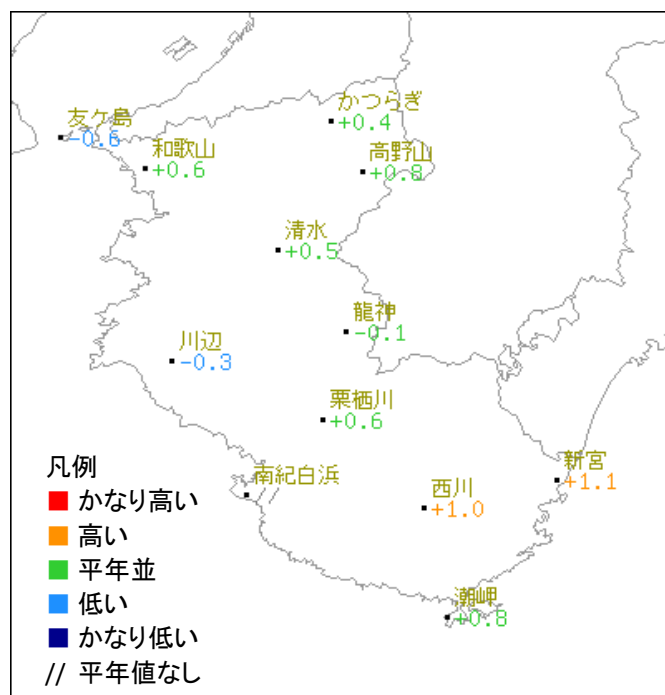 かつらぎ
+0.4
友ケ島
-0.6
和歌山
+0.6
高野山
+0.8
清水
+0.5
龍神
-0.1
川辺
-0.3
栗栖川
+0.6
南紀白浜
//
西川
+1.0
新宮
+1.1
潮岬
+0.8
凡例
かなり高い
高い
平年並
低い
かなり低い
// 平年値なし